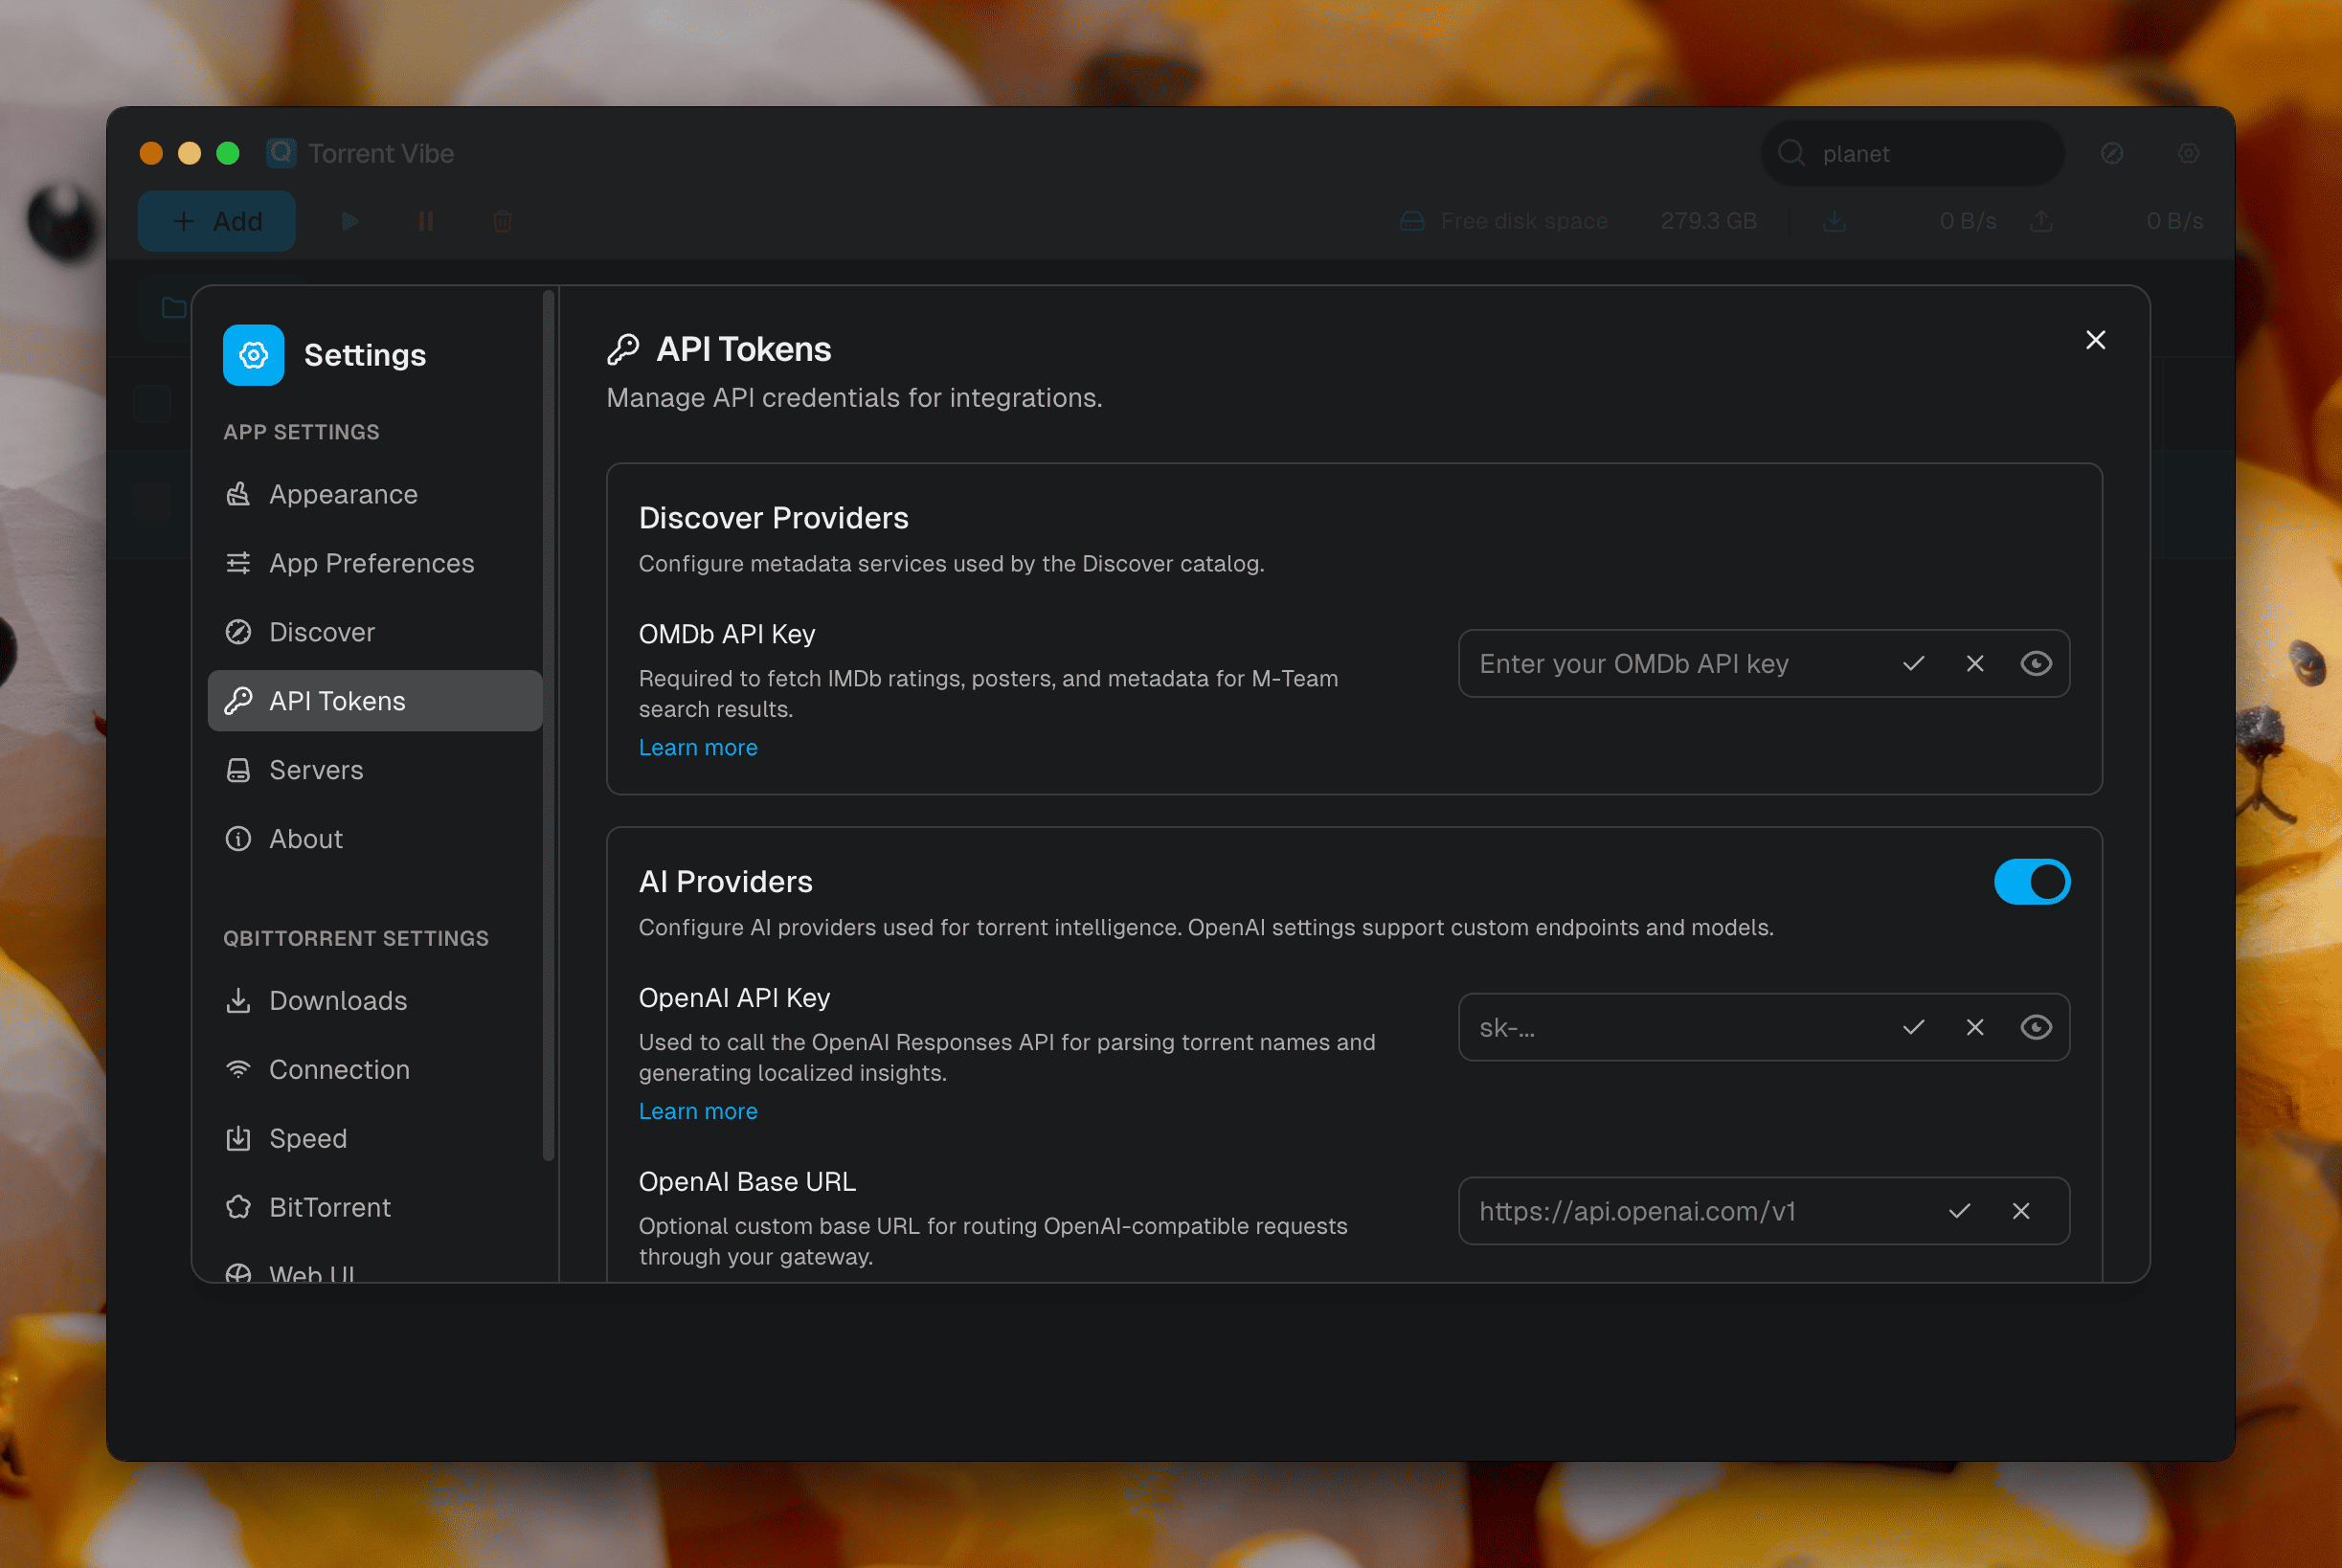 Torrent Vibe
planet
Add
Free disk space 279.3 GB 0 B/s 0 B/s
Settings
APP SETTINGS
Appearance
App Preferences
Discover
API Tokens
Servers
About
QBITTORRENT SETTINGS
Downloads
Connection
Speed
BitTorrent
Web UI
API Tokens
Manage API credentials for integrations.
Discover Providers
Configure metadata services used by the Discover catalog.
OMDb API Key
Required to fetch IMDb ratings, posters, and metadata for M-Team
search results.
Learn more
Enter your OMDb API key
AI Providers
Configure AI providers used for torrent intelligence. OpenAI settings support custom endpoints and models.
OpenAI API Key
Used to call the OpenAI Responses API for parsing torrent names and
generating localized insights.
Learn more
sk-...
OpenAI Base URL
Optional custom base URL for routing OpenAI-compatible requests
through your gateway.
https://api.openai.com/v1